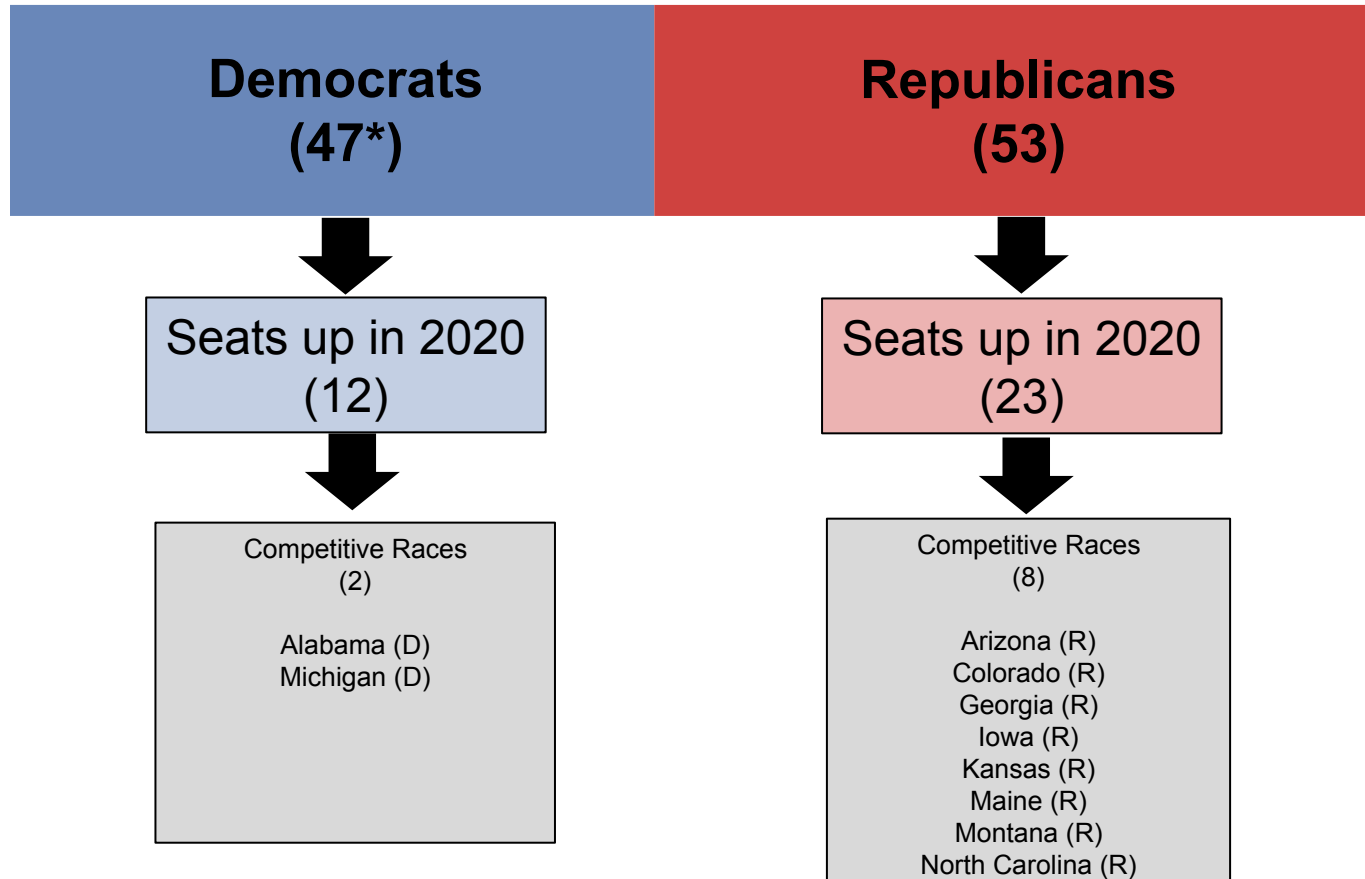 Democrats
(47*)
Republicans
(53)
Seats up in 2020
(12)
Seats up in 2020
(23)
Competitive Races
(2)
Alabama (D)
Michigan (D)
Competitive Races
(8)
Arizona (R)
Colorado (R)
Georgia (R)
Iowa (R)
Kansas (R)
Maine (R)
Montana (R)
North Carolina (R)